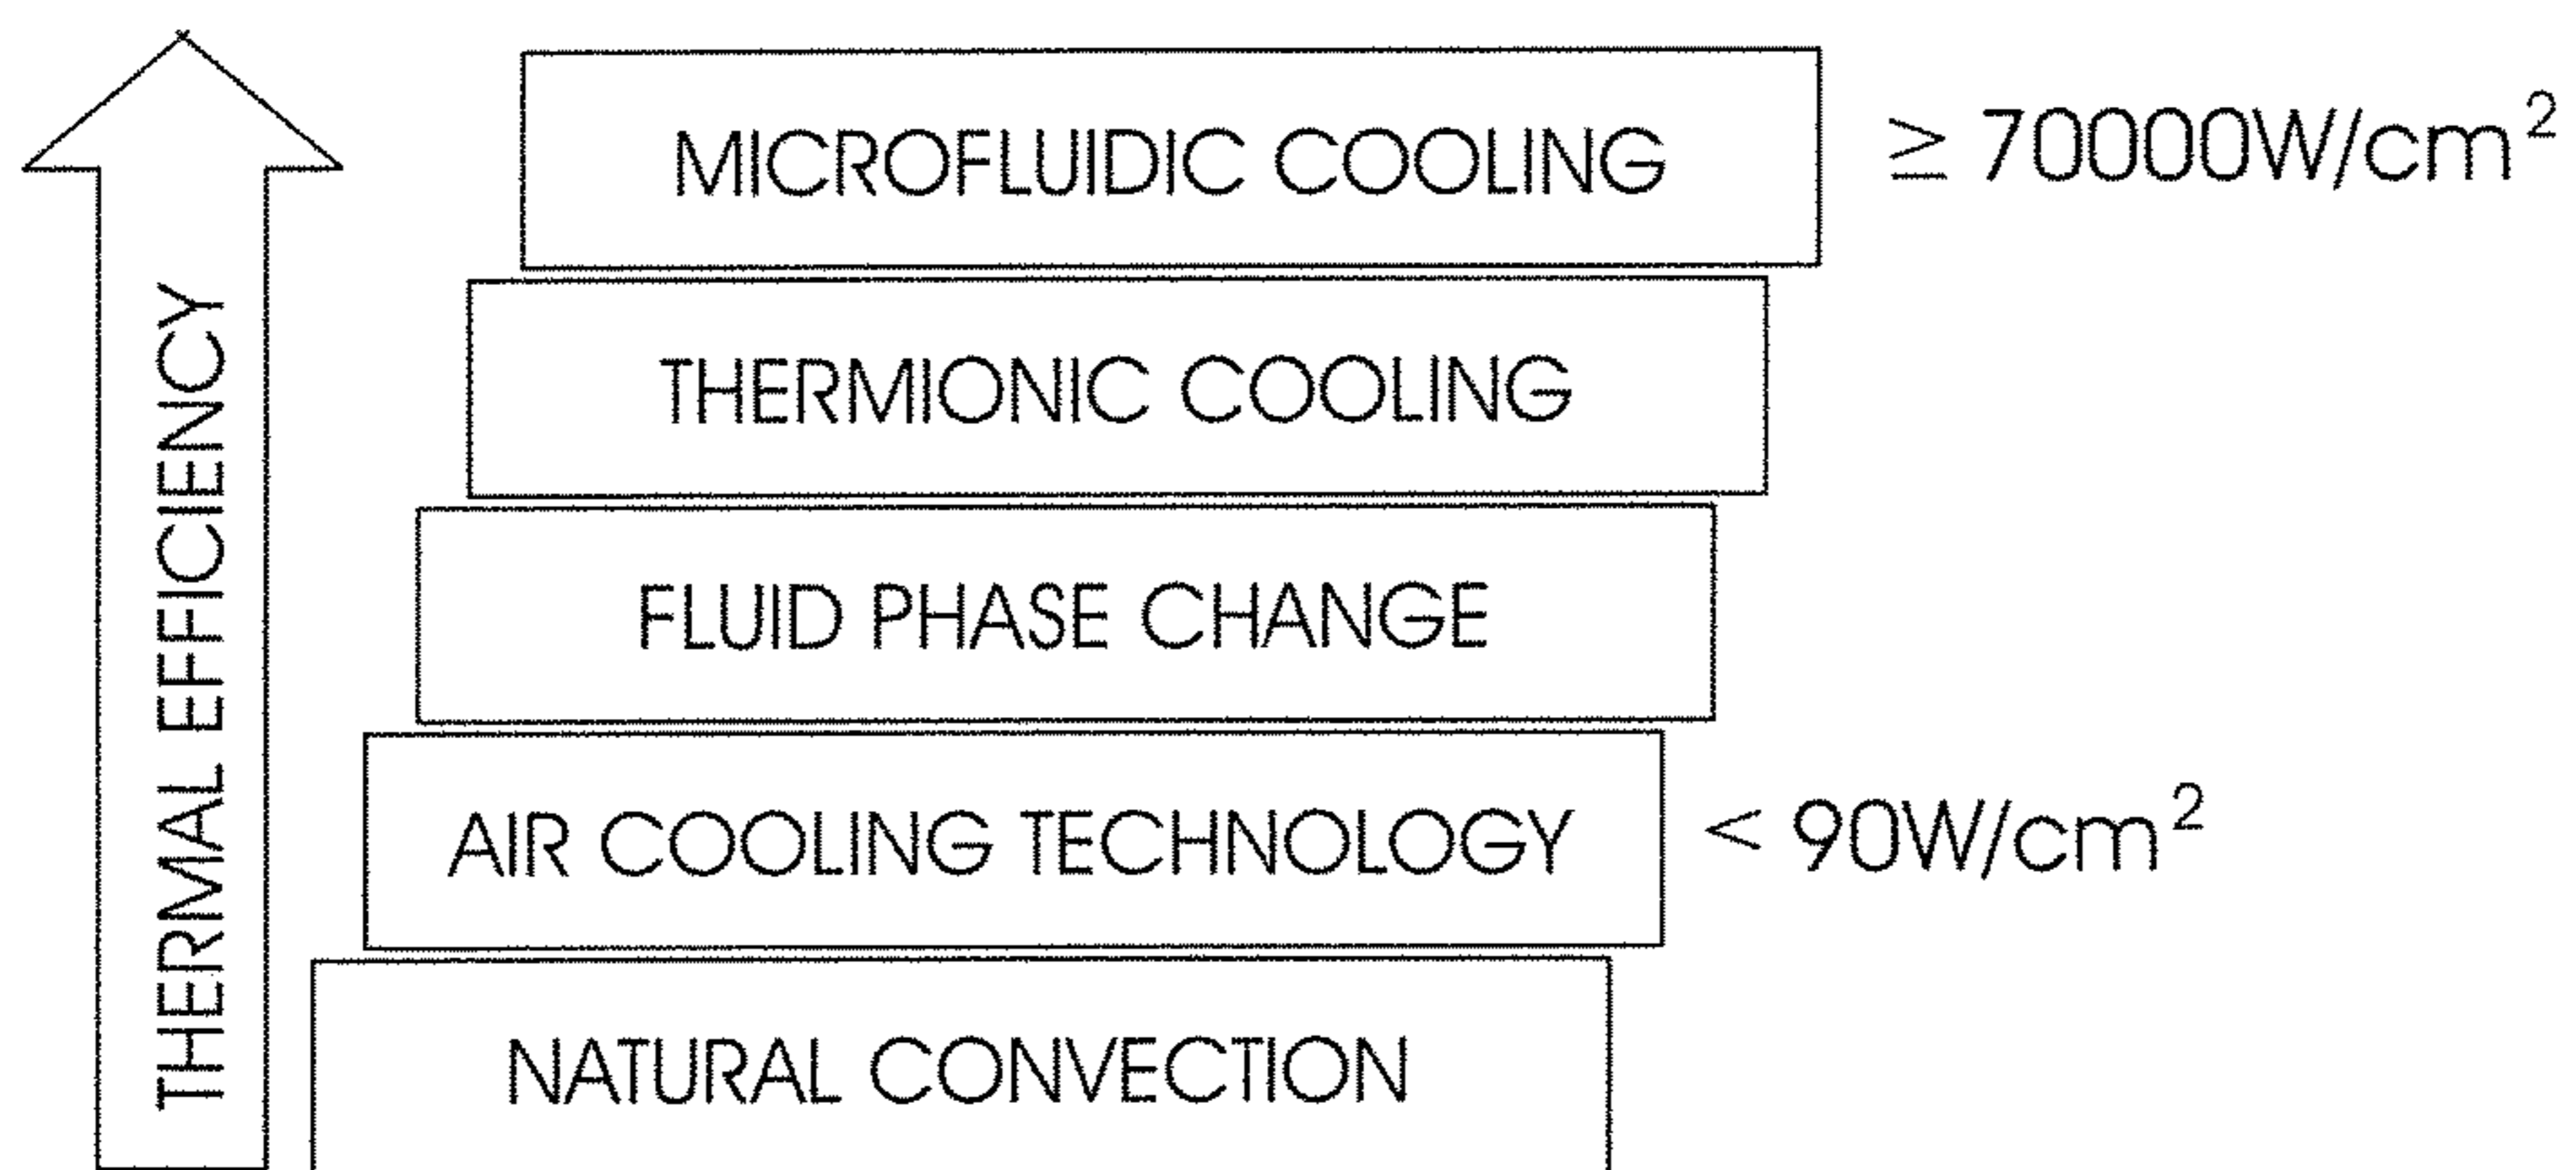 THERMAL EFFICIENCY
MICROFLUIDIC COOLING
≥ 70000W/cm²
THERMIONIC COOLING
FLUID PHASE CHANGE
AIR COOLING TECHNOLOGY
< 90W/cm²
NATURAL CONVECTION